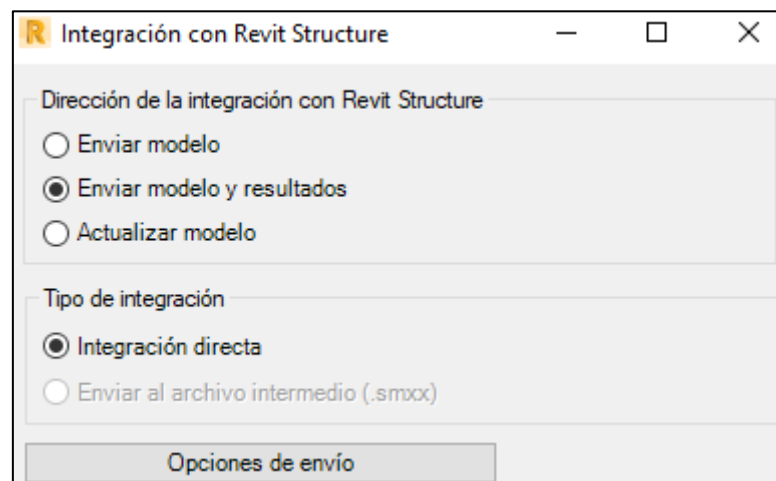 Integración con Revit Structure
Dirección de la integración con Revit Structure
Enviar modelo
Enviar modelo y resultados
Actualizar modelo
Tipo de integración
Integración directa
Enviar al archivo intermedio (.smxx)
Opciones de envío